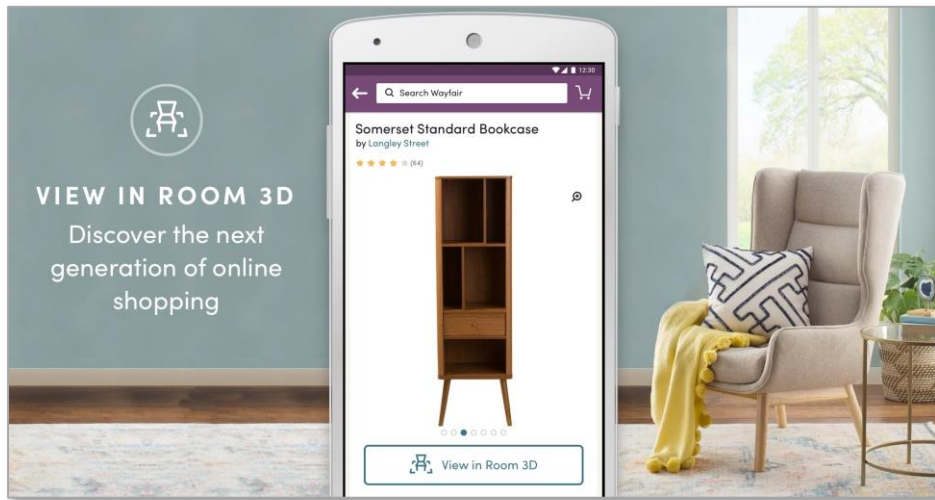 VIEW IN ROOM 3D
Discover the next
generation of online
shopping
12:30
Search Wayfair
Somerset Standard Bookcase
by Langley Street
(64)
View in Room 3D